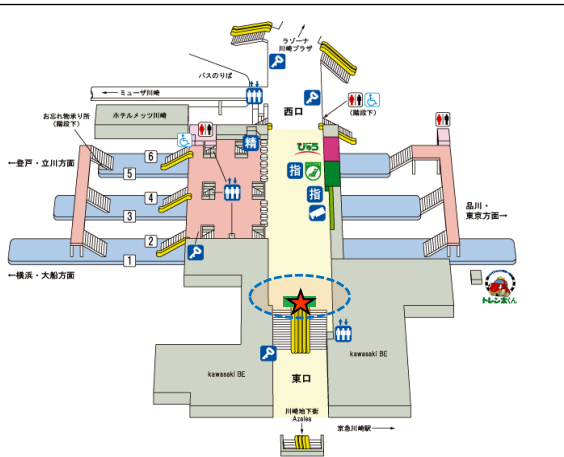 ラゾーナ
川崎プラザ
バスのりば
←ミューザ川崎
西口
ホテルメッツ川崎
お忘れ物承り所
(階段下)
(階段下)
精
びゅう
指
指
←登戸・立川方面
6
5
4
3
2
1
品川・
東京方面→
←横浜・大船方面
トレン太くん
kawasaki BE
kawasaki BE
東口
川崎地下街
Azalea
京急川崎駅→